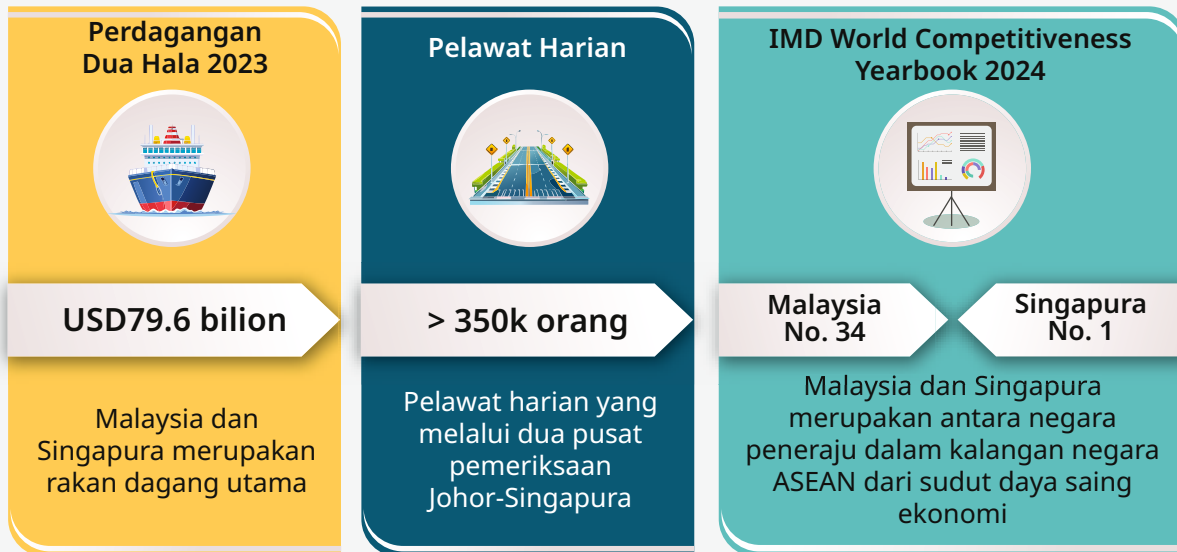 Perdagangan
Dua Hala 2023
USD79.6 bilion
Malaysia dan
Singapura merupakan
rakan dagang utama
Pelawat Harian
> 350k orang
Pelawat harian yang
melalui dua pusat
pemeriksaan
Johor-Singapura
IMD World Competitiveness
Yearbook 2024
Malaysia
No. 34
Singapura
No. 1
Malaysia dan Singapura
merupakan antara negara
peneraju dalam kalangan negara
ASEAN dari sudut daya saing
ekonomi